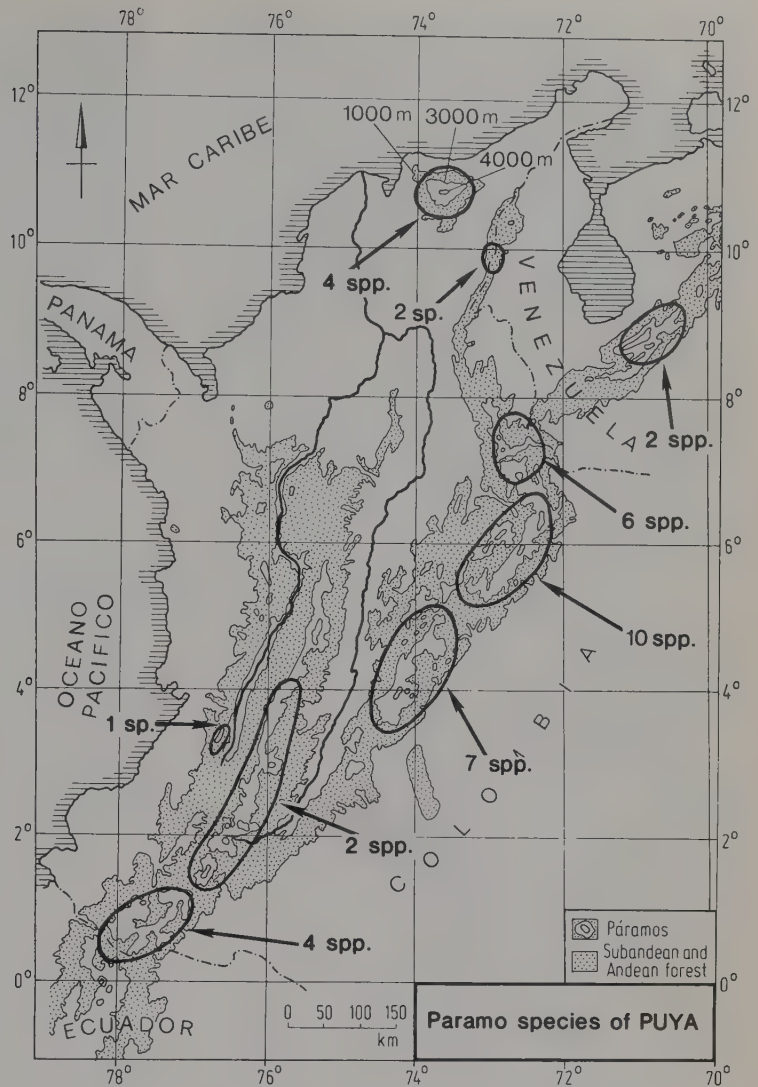 78° 76° 74° 72° 70°
12° 12°
1000 m 3000 m
4000 m
MAR CARIBE
10° 10°
4 spp.
2 sp.
VENEZUELA
PANAMA
8° 8°
2 spp.
6 spp.
6° 6°
10 spp.
OCEANO
PACIFICO
4° 4°
1 sp.
7 spp.
COLOMBIA
2° 2°
2 spp.
4 spp.
Páramos
Subandean and
Andean forest
0° 0°
0 50 100 150
km
Paramo species of PUYA
ECUADOR
78° 76° 74° 72° 70°